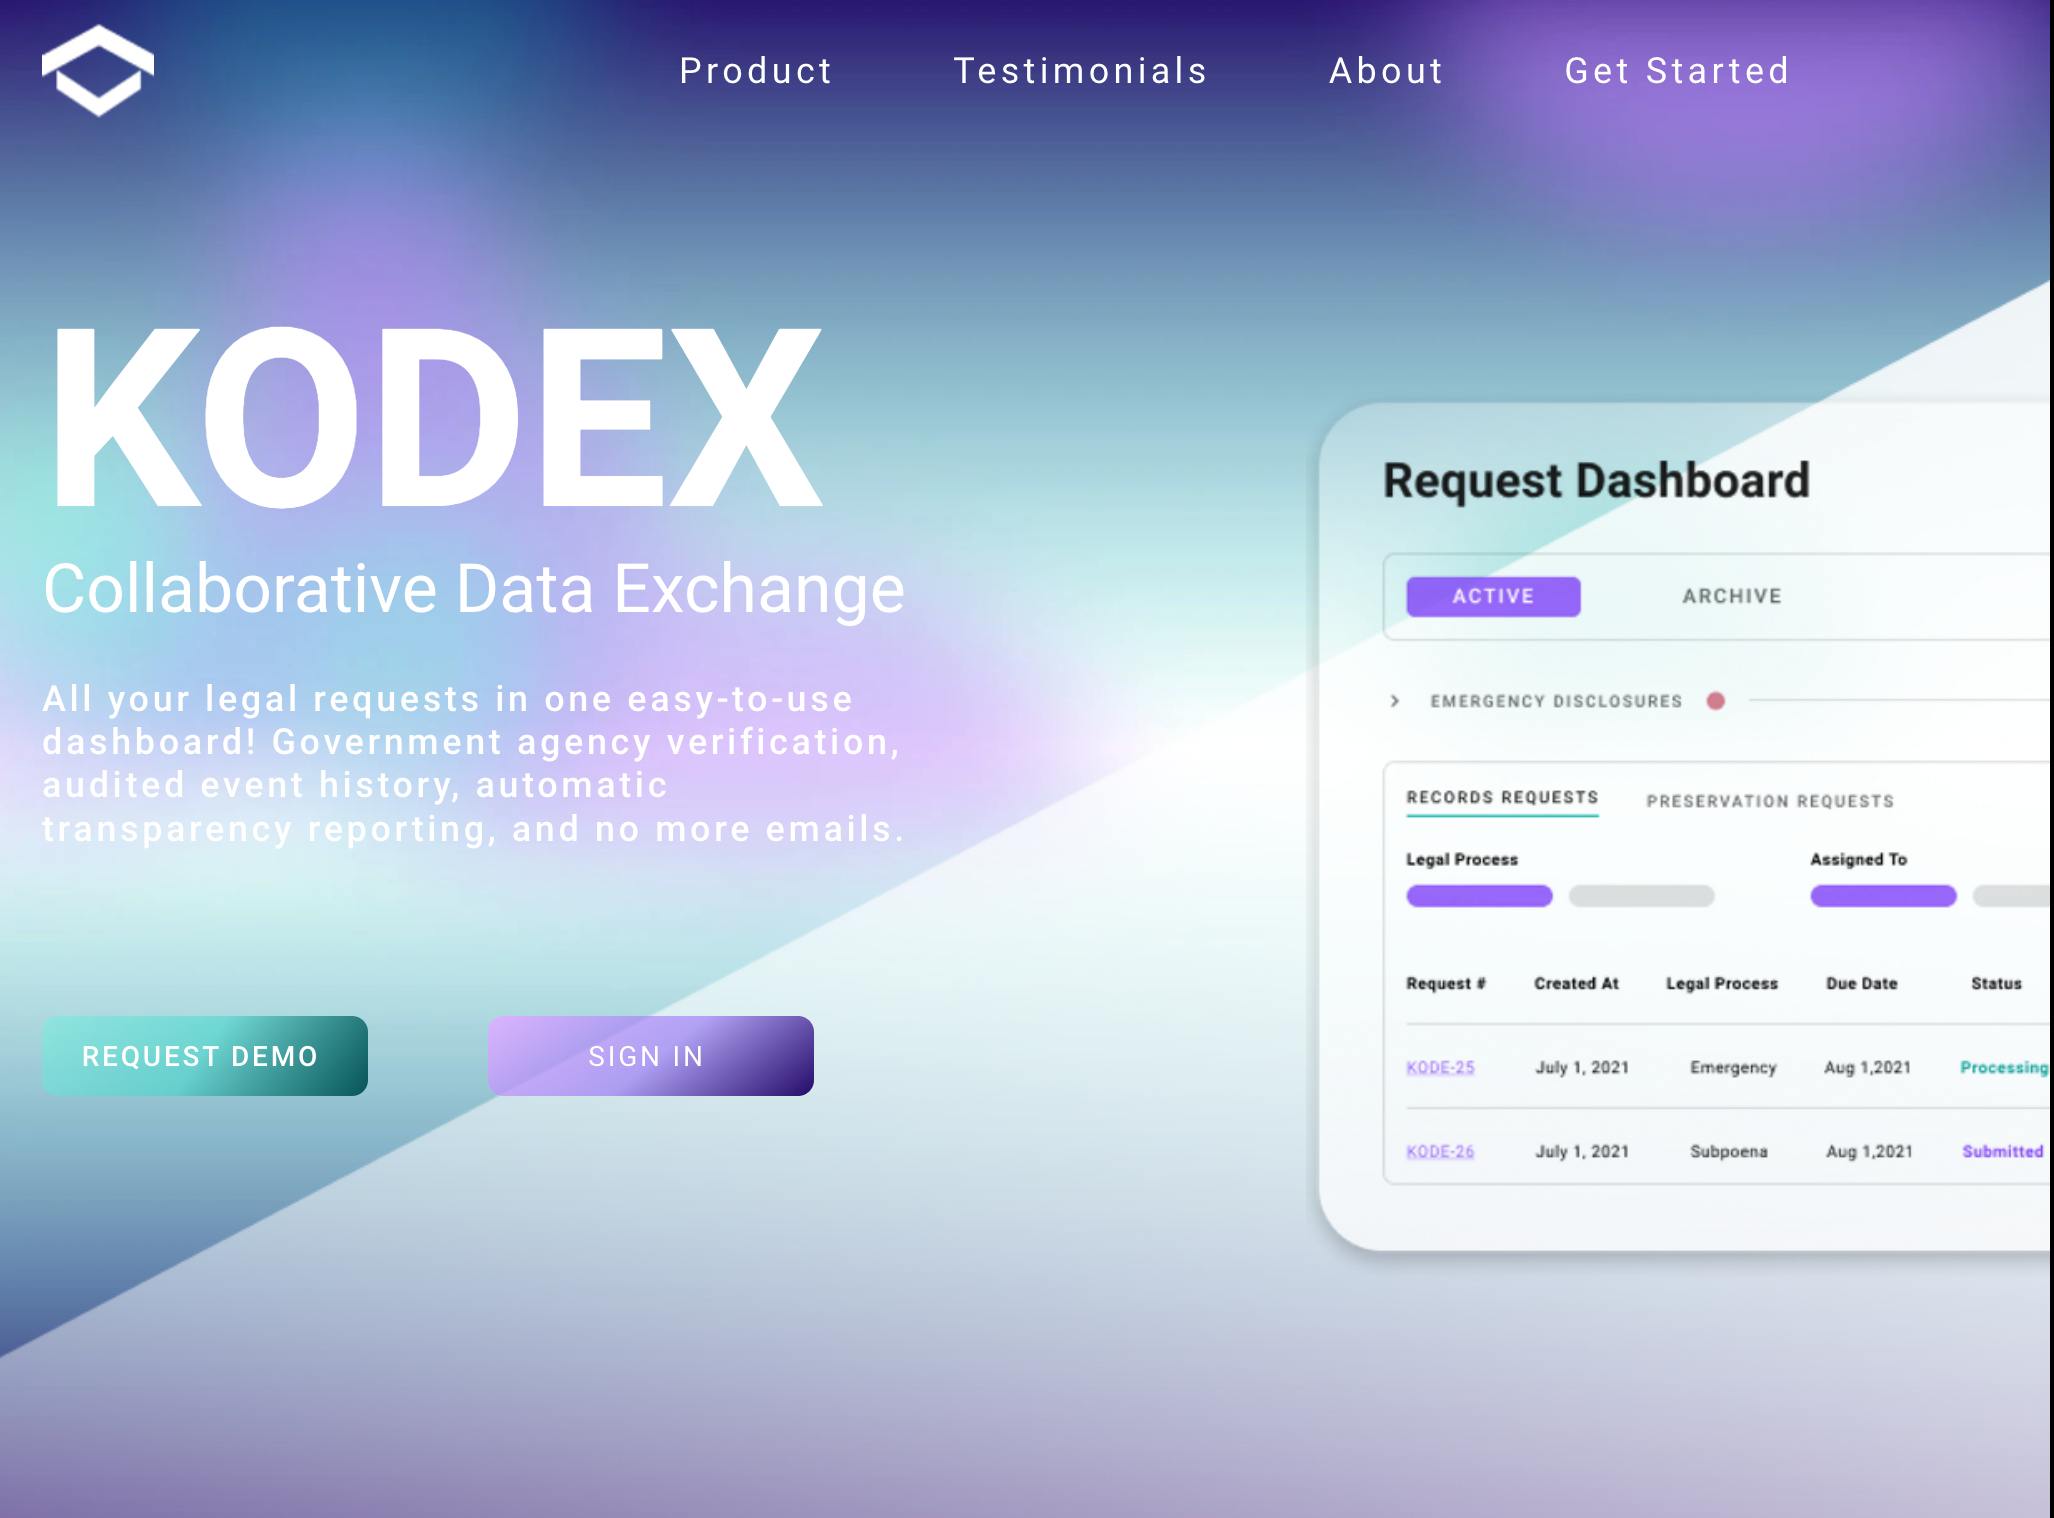 Product Testimonials About Get Started
KODEX
Collaborative Data Exchange
All your legal requests in one easy-to-use
dashboard! Government agency verification,
audited event history, automatic
transparency reporting, and no more emails.
REQUEST DEMO SIGN IN
Request Dashboard
ACTIVE ARCHIVE
EMERGENCY DISCLOSURES
RECORDS REQUESTS PRESERVATION REQUESTS
Legal Process Assigned To
Request # Created At Legal Process Due Date Status
KODE-25 July 1, 2021 Emergency Aug 1,2021 Processing
KODE-26 July 1, 2021 Subpoena Aug 1,2021 Submitted